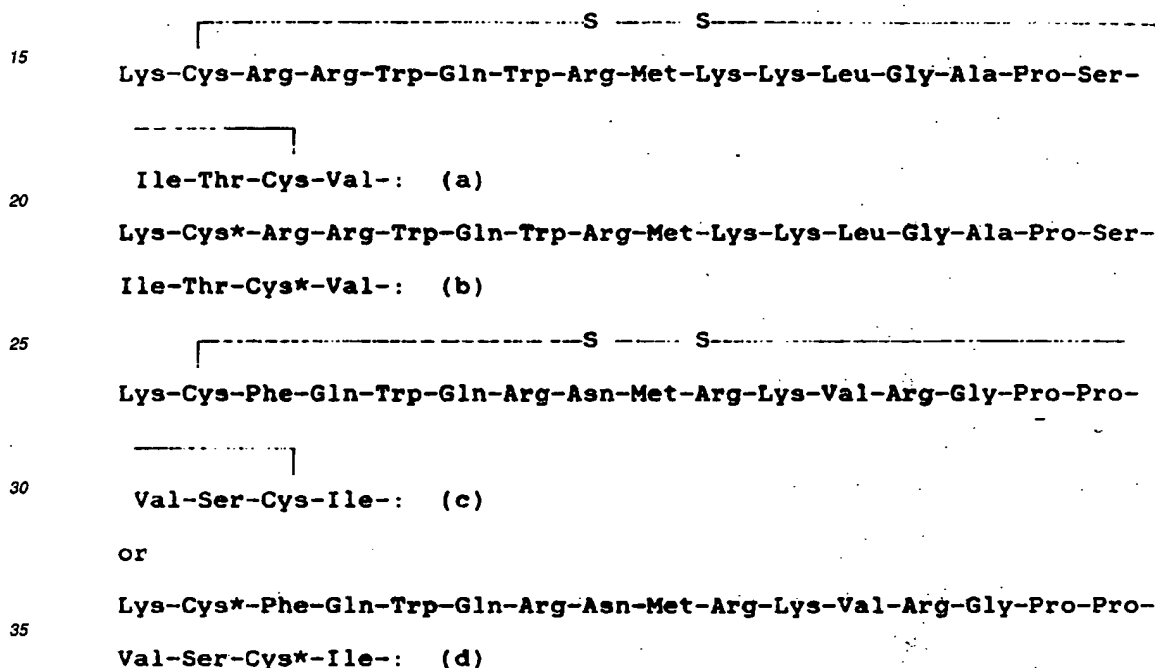 S S
15
Lys-Cys-Arg-Arg-Trp-Gln-Trp-Arg-Met-Lys-Lys-Leu-Gly-Ala-Pro-Ser-
Ile-Thr-Cys-Val-: (a)
20
Lys-Cys*-Arg-Arg-Trp-Gln-Trp-Arg-Met-Lys-Lys-Leu-Gly-Ala-Pro-Ser-
Ile-Thr-Cys*-Val-: (b)
25 S S
Lys-Cys-Phe-Gln-Trp-Gln-Arg-Asn-Met-Arg-Lys-Val-Arg-Gly-Pro-Pro-
30
Val-Ser-Cys-Ile-: (c)
or
Lys-Cys*-Phe-Gln-Trp-Gln-Arg-Asn-Met-Arg-Lys-Val-Arg-Gly-Pro-Pro-
35
Val-Ser-Cys*-Ile-: (d)